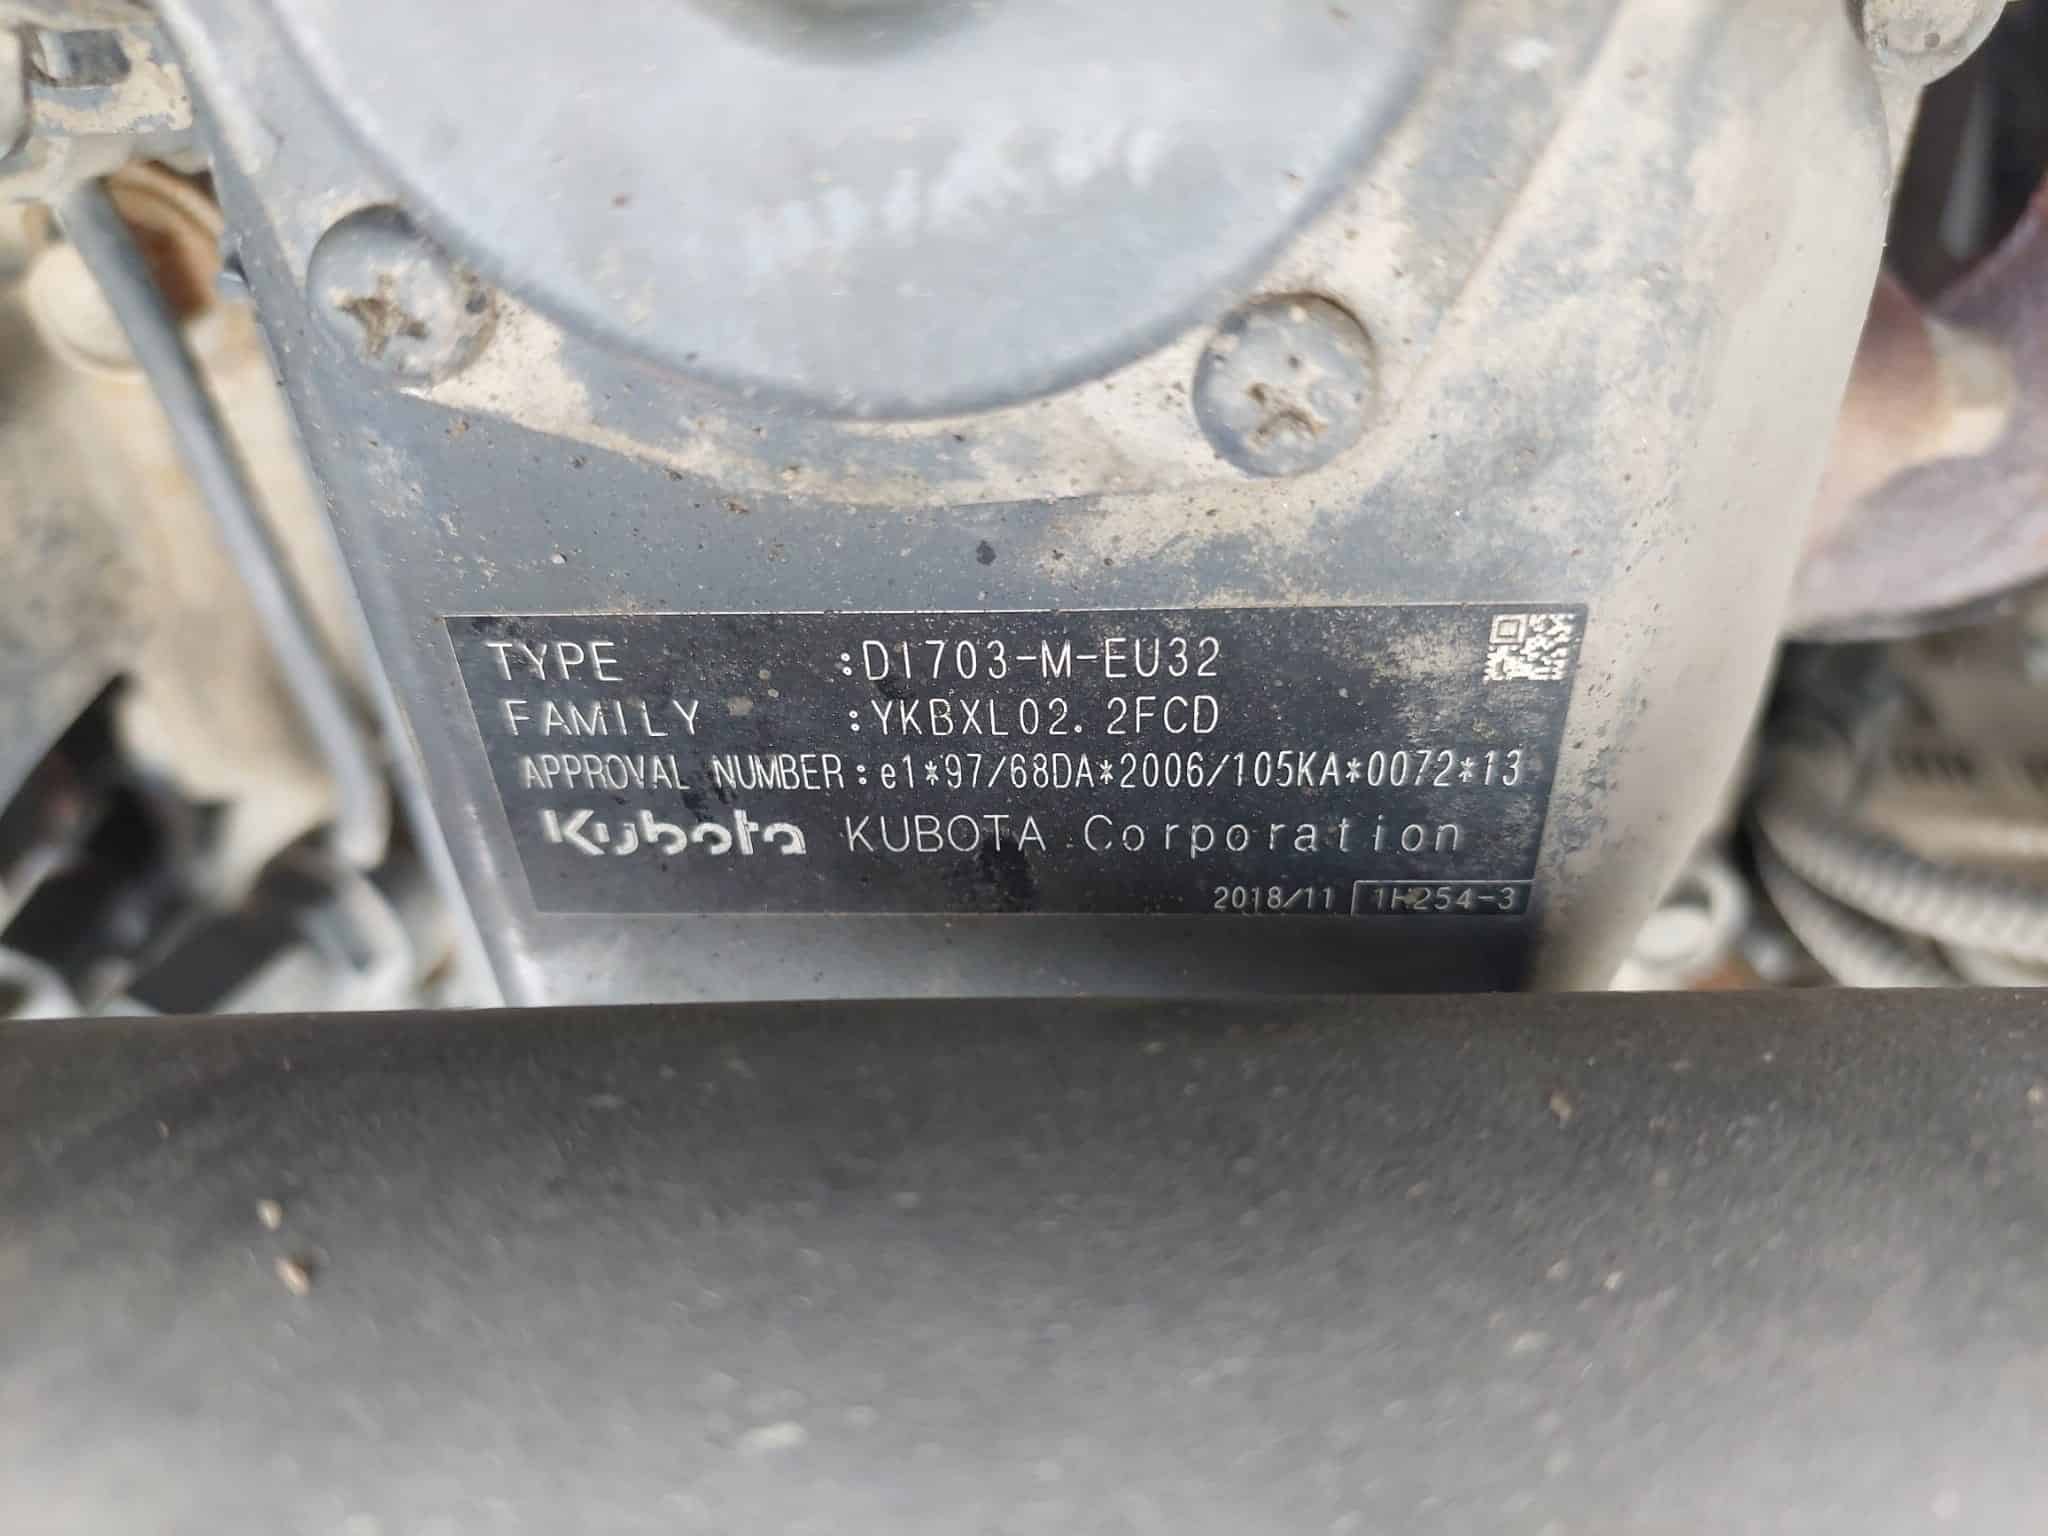 TYPE :D1703-M-EU32
FAMILY :YKBXL02.2FCD
APPROVAL NUMBER:e1*97/68DA*2006/105KA*0072*13
Kubota KUBOTA Corporation
2018/11 1H254-3